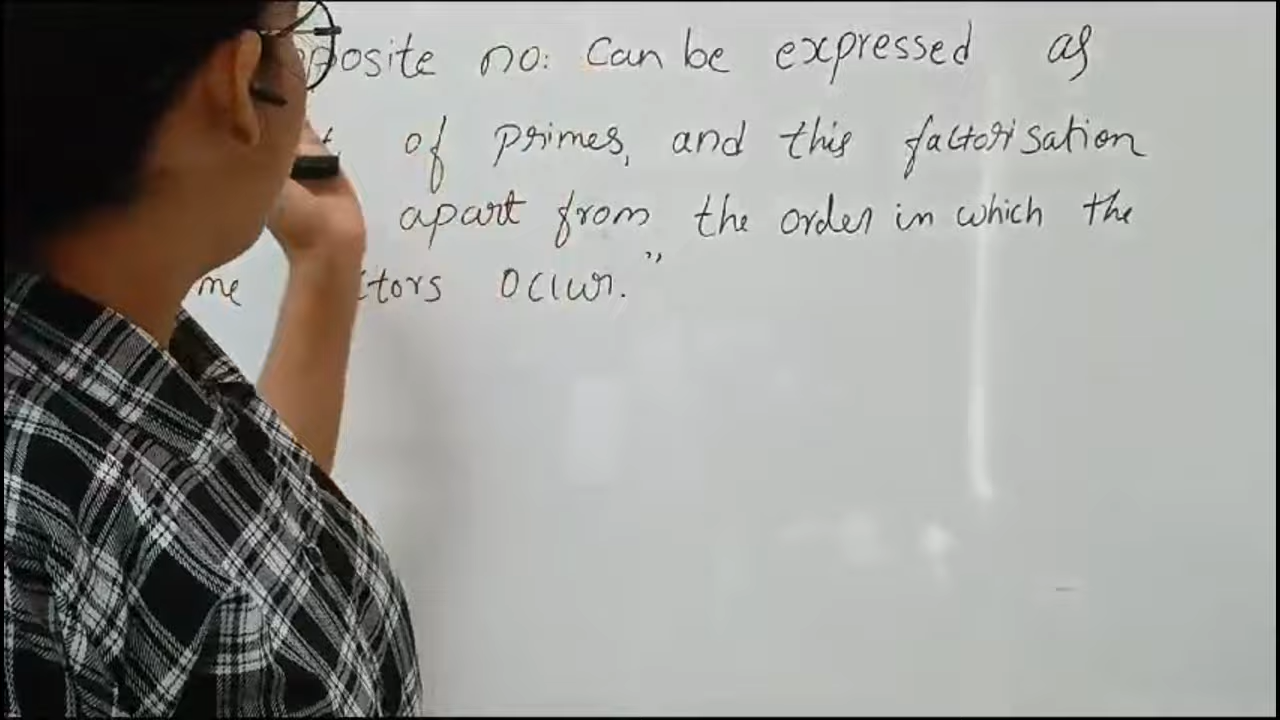 posite no: Can be expressed as
of primes, and this factorisation
apart from the order in which the
me ctors occur."